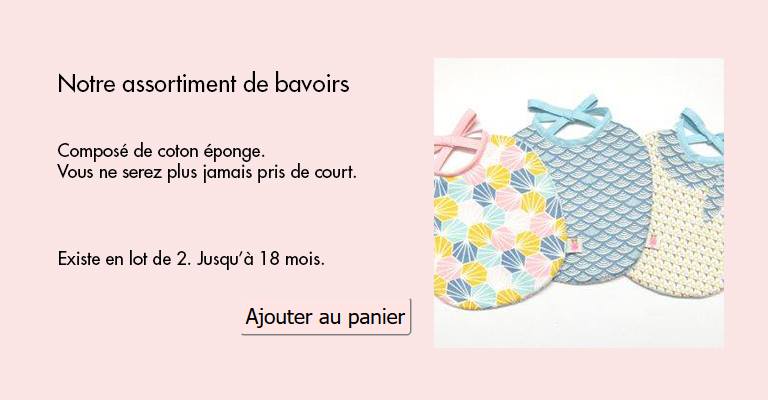 Notre assortiment de bavoirs
Composé de coton éponge.
Vous ne serez plus jamais pris de court.
Existe en lot de 2. Jusqu'à 18 mois.
Ajouter au panier